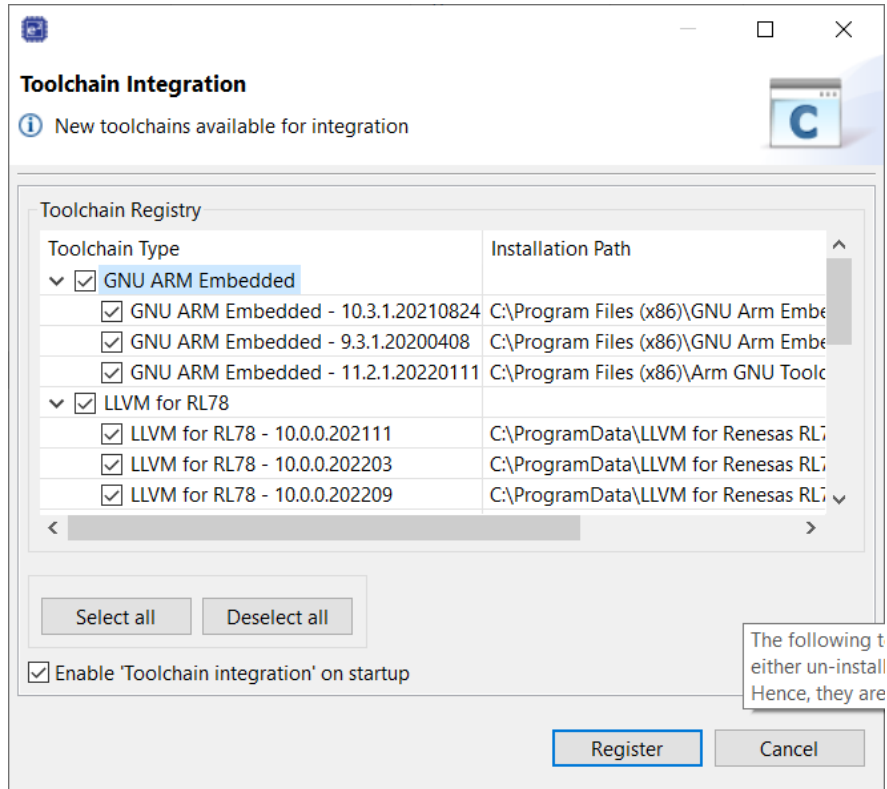 Toolchain Integration
New toolchains available for integration
C
Toolchain Registry
Toolchain Type Installation Path
GNU ARM Embedded
GNU ARM Embedded - 10.3.1.20210824 C:\Program Files (x86)\GNU Arm Embe
GNU ARM Embedded - 9.3.1.20200408 C:\Program Files (x86)\GNU Arm Embe
GNU ARM Embedded - 11.2.1.20220111 C:\Program Files (x86)\Arm GNU Toolc
LLVM for RL78
LLVM for RL78 - 10.0.0.202111 C:\ProgramData\LLVM for Renesas RL7
LLVM for RL78 - 10.0.0.202203 C:\ProgramData\LLVM for Renesas RL7
LLVM for RL78 - 10.0.0.202209 C:\ProgramData\LLVM for Renesas RL7
Select all Deselect all
Enable 'Toolchain integration' on startup
The following t
either un-install
Hence, they are
Register Cancel